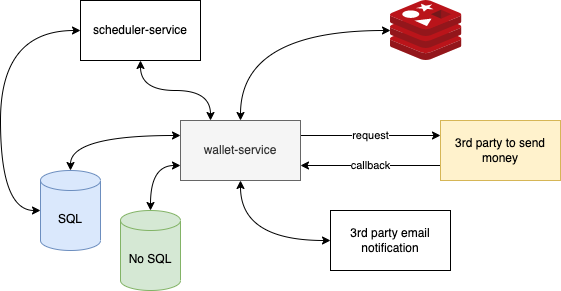 scheduler-service
request
wallet-service
3rd party to send
money
callback
SQL
3rd party email
notification
No SQL